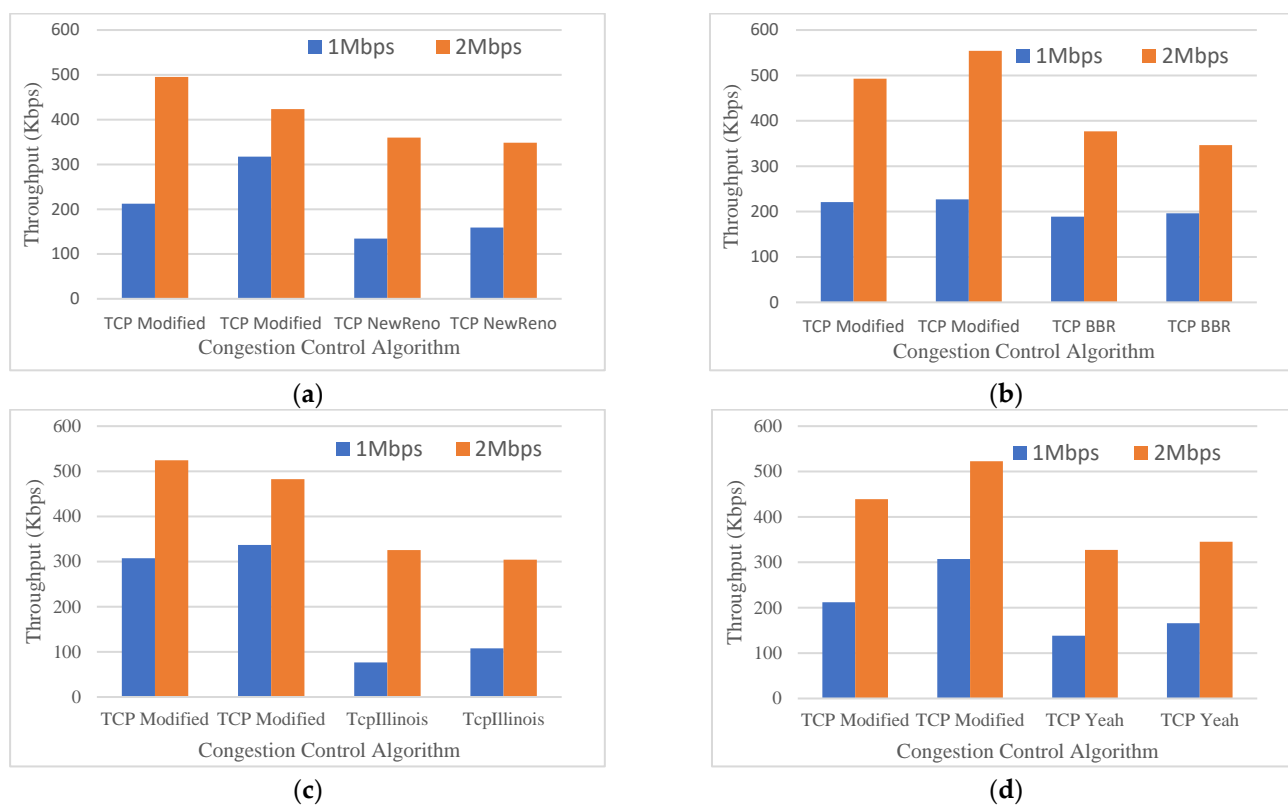 1Mbps 2Mbps
Throughput (Kbps)
600
500
400
300
200
100
0
TCP Modified TCP Modified TCP NewReno TCP NewReno
Congestion Control Algorithm
(a)
1Mbps 2Mbps
Throughput (Kbps)
600
500
400
300
200
100
0
TCP Modified TCP Modified TCP BBR TCP BBR
Congestion Control Algorithm
(b)
1Mbps 2Mbps
Throughput (Kbps)
600
500
400
300
200
100
0
TCP Modified TCP Modified TcpIllinois TcpIllinois
Congestion Control Algorithm
(c)
1Mbps 2Mbps
Throughput (Kbps)
600
500
400
300
200
100
0
TCP Modified TCP Modified TCP Yeah TCP Yeah
Congestion Control Algorithm
(d)